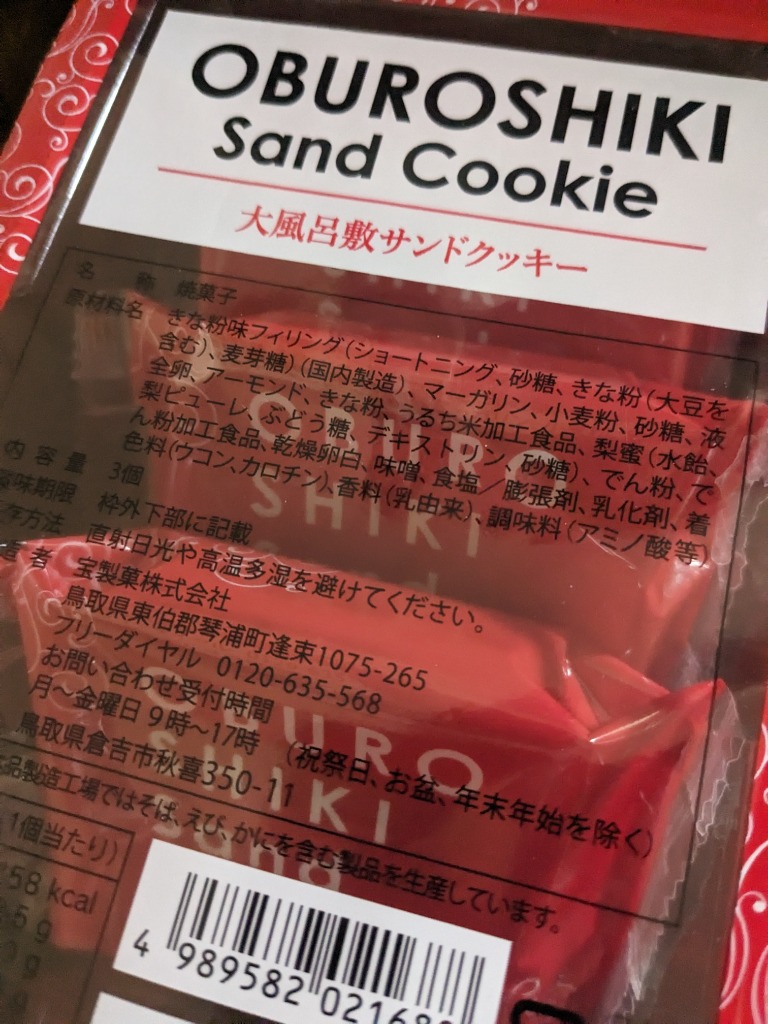 OBUROSHIKI
Sand Cookie
大風呂敷サンドクッキー
名 称 焼菓子
原材料名 きな粉味フィリング(ショートニング、砂糖、きな粉(大豆を
含む)、麦芽糖)(国内製造)、マーガリン、小麦粉、砂糖、液
全卵、アーモンド、きな粉、うるち米加工食品、梨蜜(水飴、
梨ピューレ、ぶどう糖、デキストリン、砂糖)、でん粉、で
ん粉加工食品、乾燥卵白、味噌、食塩/膨張剤、乳化剤、着
色料(ウコン、カロチン)、香料(乳由来)、調味料(アミノ酸等)
内容量 3個
賞味期限 枠外下部に記載
存方法 直射日光や高温多湿を避けてください。
造者 宝製菓株式会社
鳥取県東伯郡琴浦町逢束1075-265
フリーダイヤル 0120-635-568
お問い合わせ受付時間
月～金曜日 9時～17時 (祝祭日、お盆、年末年始を除く)
鳥取県倉吉市秋喜350-11
品製造工場ではそば、えび、かにを含む製品を生産しています。
1個当たり)
58 kcal
g
g
4 989582 02168
OBURO
SHIKI
Sand
OBURO
SHIKI
Sand